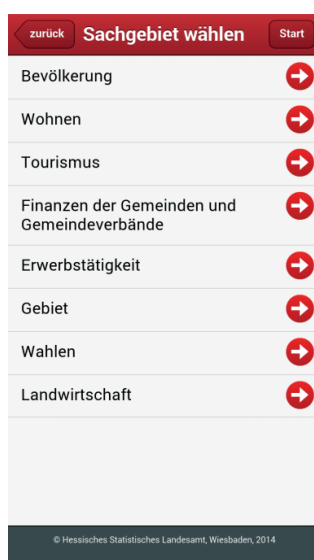 zurück Sachgebiet wählen Start
Bevölkerung
Wohnen
Tourismus
Finanzen der Gemeinden und
Gemeindeverbände
Erwerbstätigkeit
Gebiet
Wahlen
Landwirtschaft
© Hessisches Statistisches Landesamt, Wiesbaden, 2014